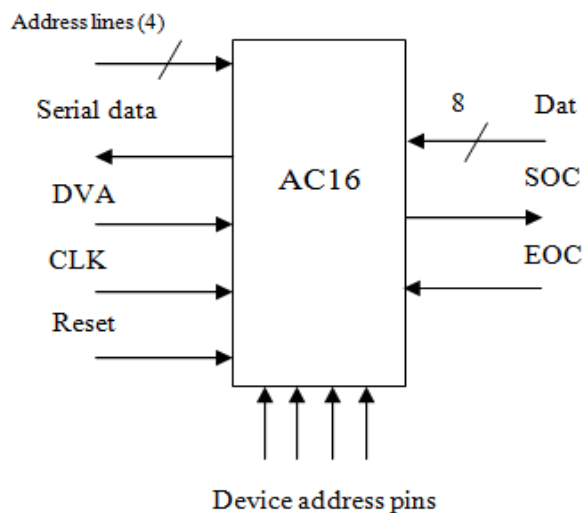 Address lines (4)
Serial data
DVA
CLK
Reset
AC16
8 Dat
SOC
EOC
Device address pins